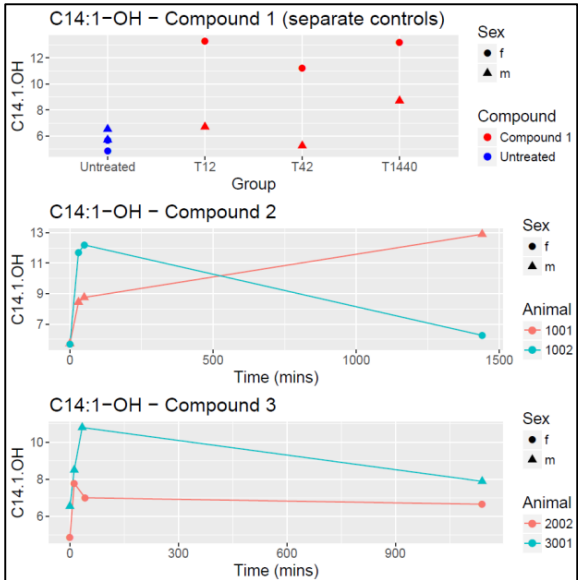 C14:1−OH − Compound 1 (separate controls)
C14.1.OH
12
10
8
6
Untreated T12 T42 T1440
Group
Sex
f
m
Compound
Compound 1
Untreated
C14:1−OH − Compound 2
C14.1.OH
13
11
9
7
0 500 1000 1500
Time (mins)
Sex
f
m
Animal
1001
1002
C14:1−OH − Compound 3
C14.1.OH
10
8
6
0 300 600 900
Time (mins)
Sex
f
m
Animal
2002
3001